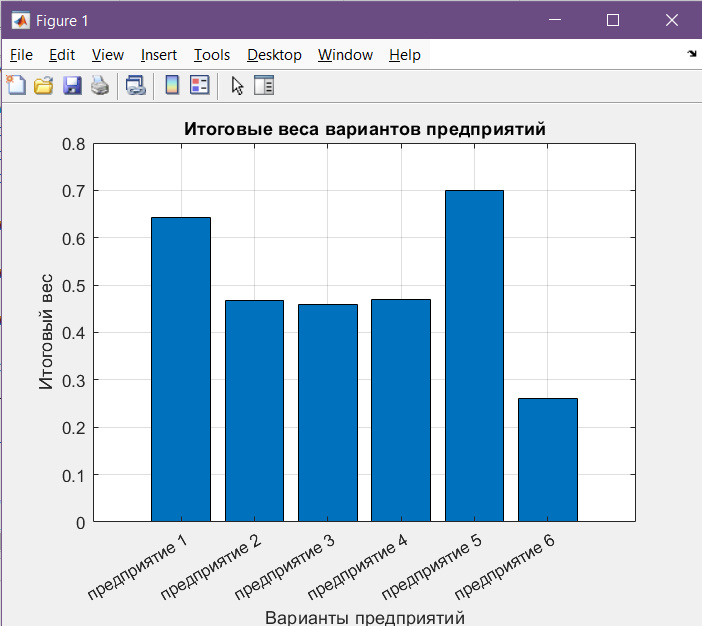 Figure 1
File Edit View Insert Tools Desktop Window Help
Итоговые веса вариантов предприятий
0.8
0.7
0.6
0.5
0.4
0.3
0.2
0.1
0
Итоговый вес
предприятие 1
предприятие 2
предприятие 3
предприятие 4
предприятие 5
предприятие 6
Варианты предприятий